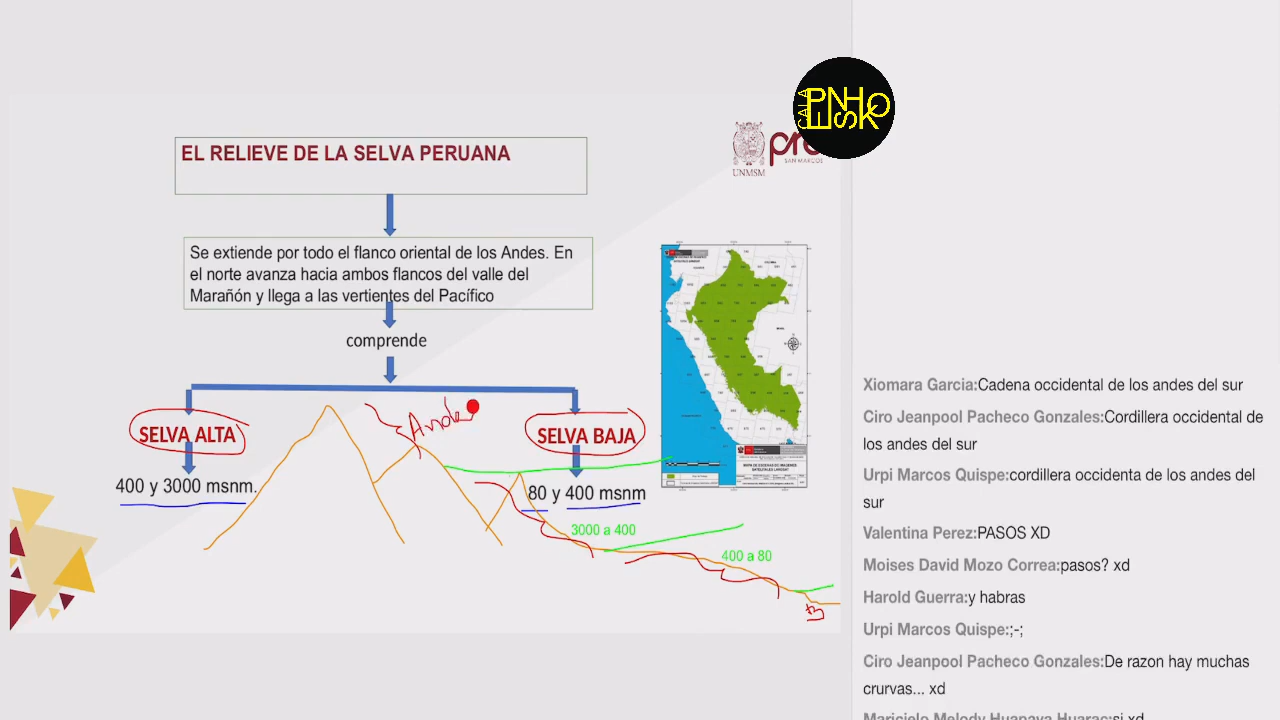 EL RELIEVE DE LA SELVA PERUANA
UNMSM
SAN MARCOS
Se extiende por todo el flanco oriental de los Andes. En
el norte avanza hacia ambos flancos del valle del
Marañón y llega a las vertientes del Pacífico
comprende
SELVA ALTA
SELVA BAJA
Ande
400 y 3000 msnm.
80 y 400 msnm
3000 a 400
400 a 80
Xiomara Garcia:Cadena occidental de los andes del sur
Ciro Jeanpool Pacheco Gonzales:Cordillera occidental de
los andes del sur
Urpi Marcos Quispe:cordillera occidenta de los andes del
sur
Valentina Perez:PASOS XD
Moises David Mozo Correa:pasos? xd
Harold Guerra:y habras
Urpi Marcos Quispe:;-;
Ciro Jeanpool Pacheco Gonzales:De razon hay muchas
crurvas... xd